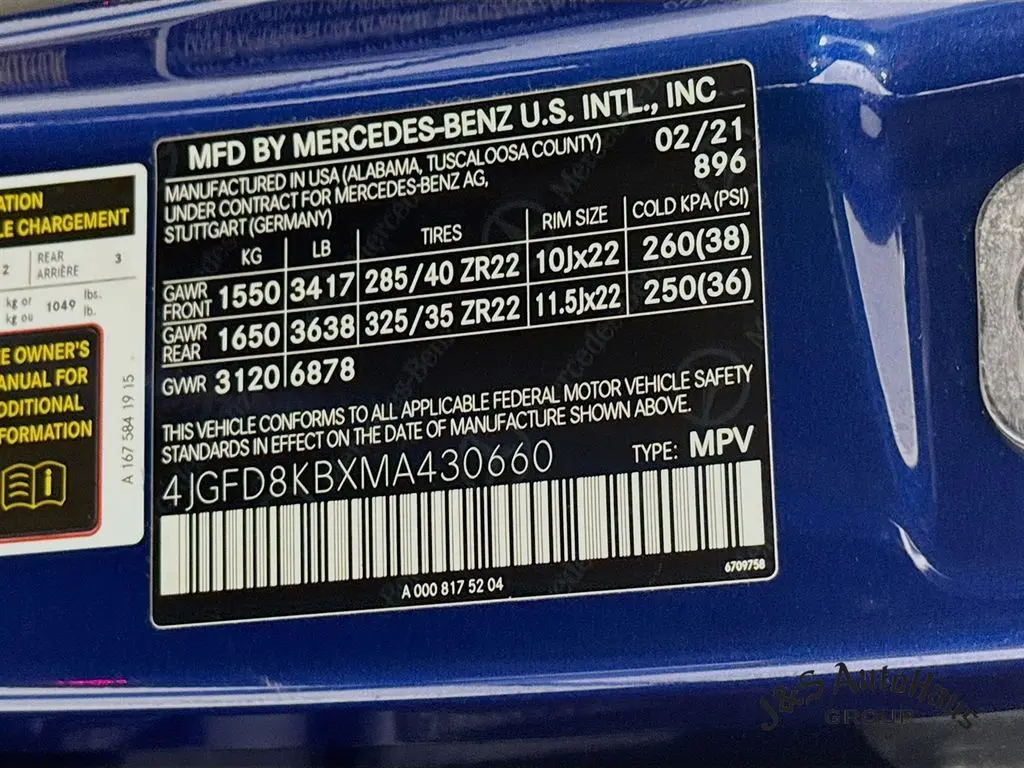 MFD BY MERCEDES-BENZ U.S. INTL., INC
MANUFACTURED IN USA (ALABAMA, TUSCALOOSA COUNTY) 02/21
UNDER CONTRACT FOR MERCEDES-BENZ AG, 896
STUTTGART (GERMANY)
KG LB TIRES RIM SIZE COLD KPA (PSI)
GAWR FRONT 1550 3417 285/40 ZR22 10Jx22 260(38)
GAWR REAR 1650 3638 325/35 ZR22 11.5Jx22 250(36)
GVWR 3120 6878
THIS VEHICLE CONFORMS TO ALL APPLICABLE FEDERAL MOTOR VEHICLE SAFETY
STANDARDS IN EFFECT ON THE DATE OF MANUFACTURE SHOWN ABOVE.
4JGFD8KBXMA430660 TYPE: MPV
6709758
A 000 817 52 04
CHARGEMENT
2 REAR 3
ARRIÈRE
kg or 1049 lbs.
kg ou lb.
OWNER'S
FOR
A 167 584 19 15
J&S AutoHaus
GROUP